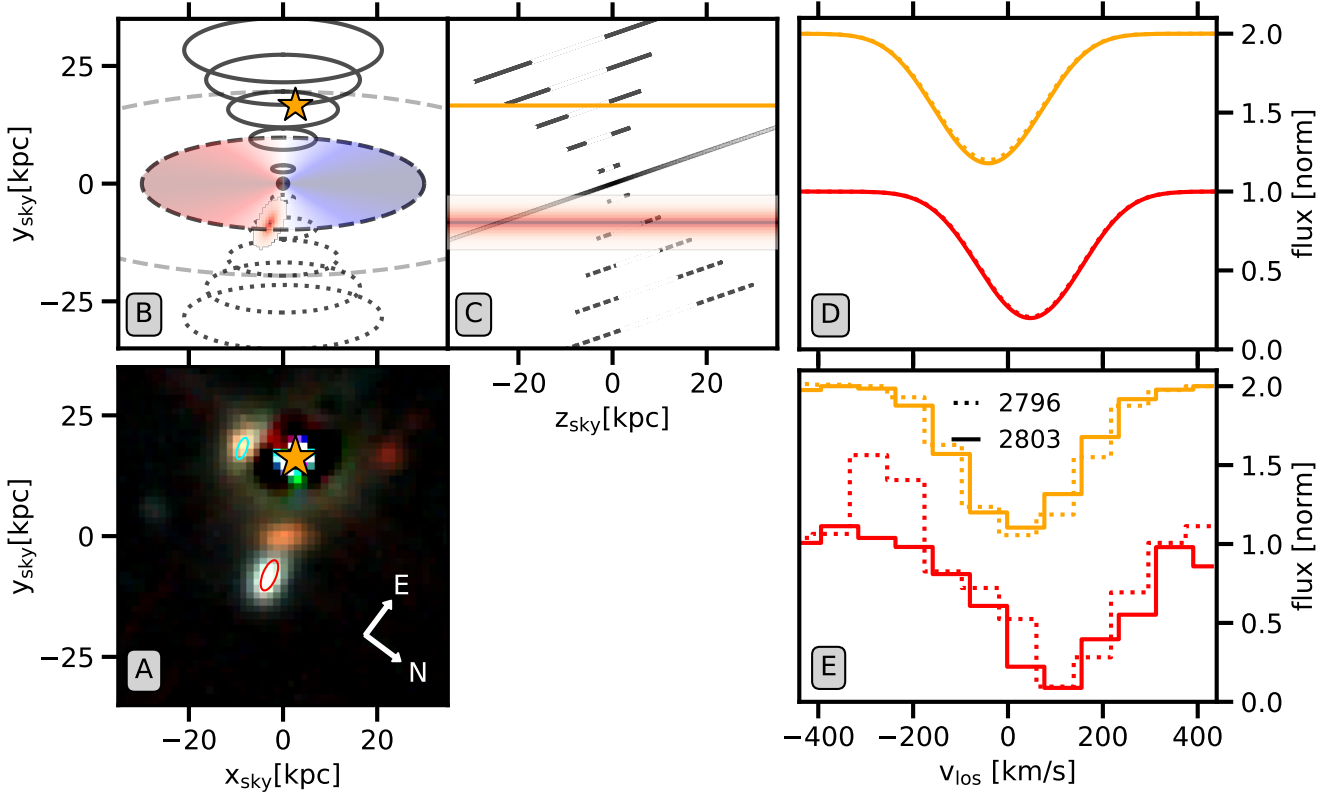 25
0
−25
y_sky[kpc]
B
C
−20
0
20
z_sky[kpc]
2.0
1.5
1.0
0.5
0.0
flux [norm]
D
25
0
−25
y_sky[kpc]
E
N
A
−20
0
20
x_sky[kpc]
2796
2803
2.0
1.5
1.0
0.5
0.0
flux [norm]
E
−400
−200
0
200
400
v_los [km/s]